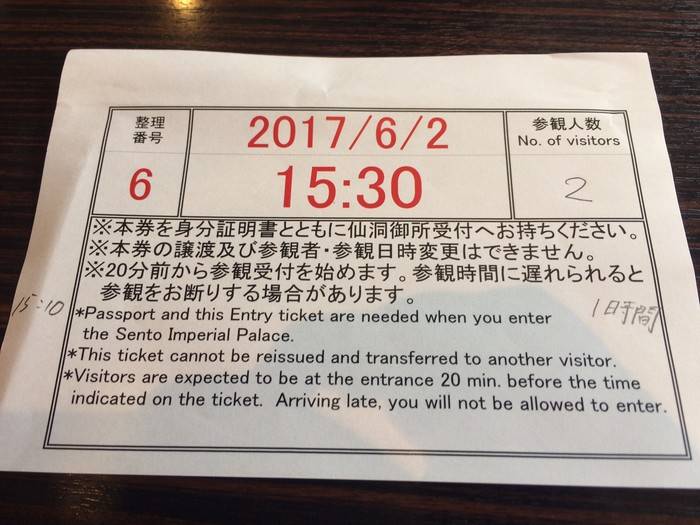 整理
番号
2017/6/2
参観人数
No. of visitors
6
15:30
2
※本券を身分証明書とともに仙洞御所受付へお持ちください。
※本券の譲渡及び参観者・参観日時変更はできません。
※20分前から参観受付を始めます。参観時間に遅れられると
参観をお断りする場合があります。
15:10
1日時間
*Passport and this Entry ticket are needed when you enter
the Sento Imperial Palace.
*This ticket cannot be reissued and transferred to another visitor.
*Visitors are expected to be at the entrance 20 min. before the time
indicated on the ticket. Arriving late, you will not be allowed to enter.